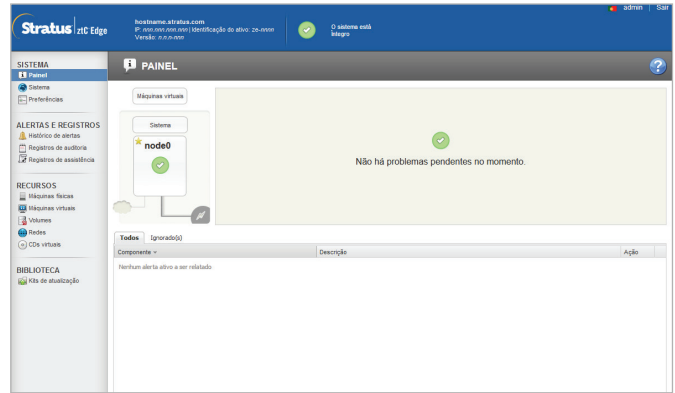 admin | Sair
Stratus ztC Edge
hostname.stratus.com
IP: nnn.nnn.nnn.nnn | Identificação do ativo: ze-nnnn
Versão: n.n.n-nnn
O sistema está
íntegro
SISTEMA
Painel
Sistema
Preferências
ALERTAS E REGISTROS
Histórico de alertas
Registros de auditoria
Registros de assistência
RECURSOS
Máquinas físicas
Máquinas virtuais
Volumes
Redes
CDs virtuais
BIBLIOTECA
Kits de atualização
PAINEL
?
Máquinas virtuais
Sistema
node0
Não há problemas pendentes no momento.
Todos Ignorado(s)
Componente Descrição Ação
Nenhum alerta ativo a ser relatado